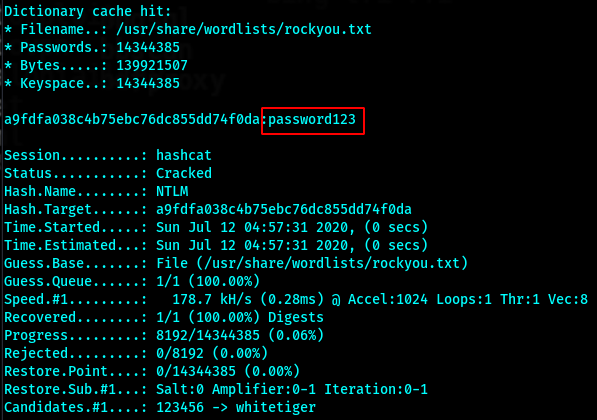 Dictionary cache hit:
* Filename..: /usr/share/wordlists/rockyou.txt
* Passwords.: 14344385
* Bytes.....: 139921507
* Keyspace..: 14344385
a9fdfa038c4b75ebc76dc855dd74f0da:password123
Session..........: hashcat
Status...........: Cracked
Hash.Name........: NTLM
Hash.Target......: a9fdfa038c4b75ebc76dc855dd74f0da
Time.Started.....: Sun Jul 12 04:57:31 2020, (0 secs)
Time.Estimated...: Sun Jul 12 04:57:31 2020, (0 secs)
Guess.Base.......: File (/usr/share/wordlists/rockyou.txt)
Guess.Queue......: 1/1 (100.00%)
Speed.#1.........:   178.7 kH/s (0.28ms) @ Accel:1024 Loops:1 Thr:1 Vec:8
Recovered........: 1/1 (100.00%) Digests
Progress.........: 8192/14344385 (0.06%)
Rejected.........: 0/8192 (0.00%)
Restore.Point....: 0/14344385 (0.00%)
Restore.Sub.#1...: Salt:0 Amplifier:0-1 Iteration:0-1
Candidates.#1....: 123456 -> whitetiger